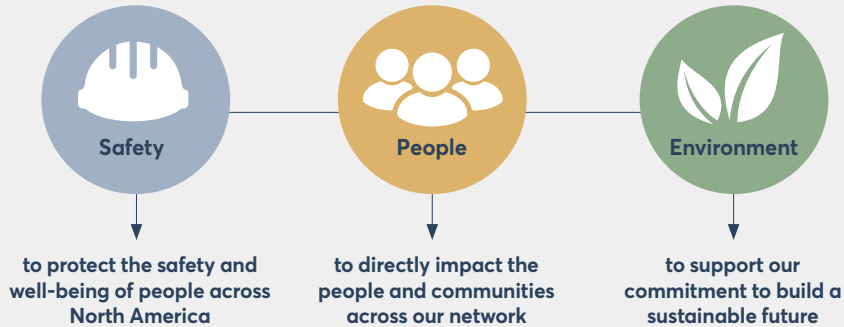 Safety
People
Environment
to protect the safety and
well-being of people across
North America
to directly impact the
people and communities
across our network
to support our
commitment to build a
sustainable future